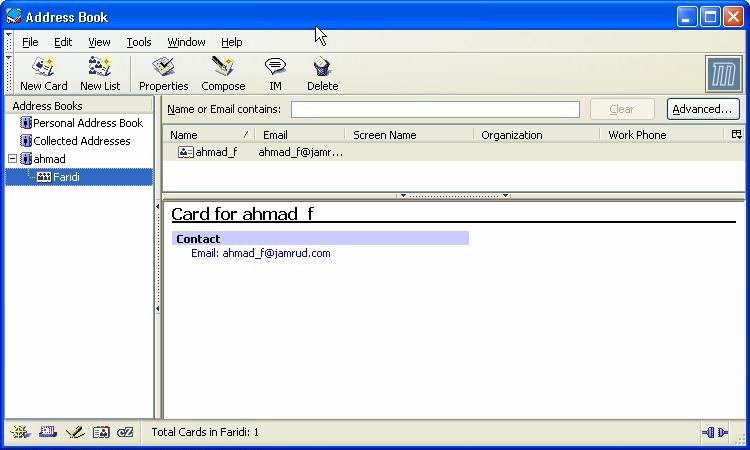 Address Book
File Edit View Tools Window Help
New Card New List Properties Compose IM Delete
Address Books
Personal Address Book
Collected Addresses
ahmad
Faridi
Name or Email contains: Clear Advanced...
Name / Email Screen Name Organization Work Phone
ahmad_f ahmad_f@jamr...
Card for ahmad_f
Contact
Email: ahmad_f@jamrud.com
cZ Total Cards in Faridi: 1